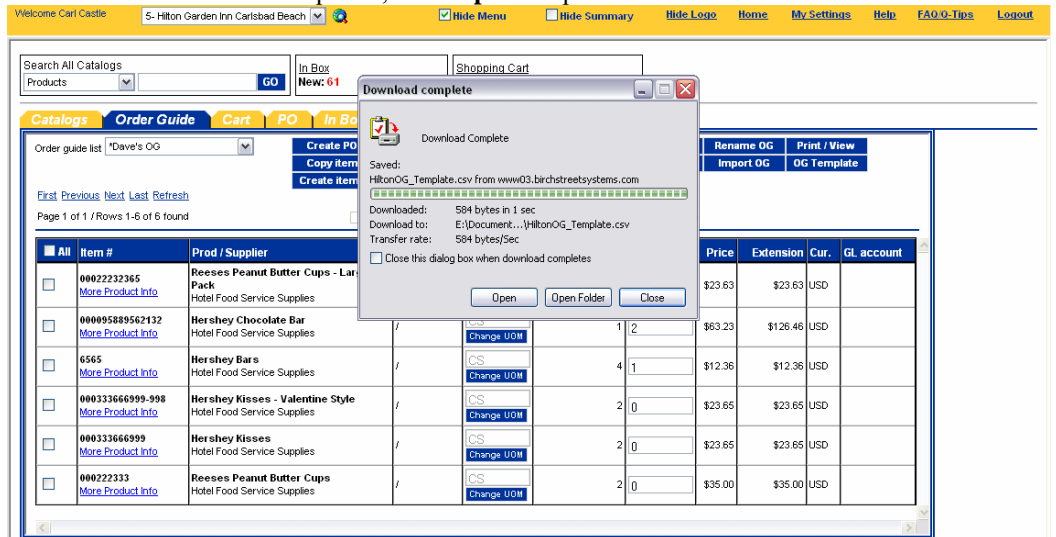 Welcome Carl Castle 5- Hilton Garden Inn Carlsbad Beach Hide Menu Hide Summary Hide Logo Home My Settings Help FAQ/Q-Tips Logout
Search All Catalogs
Products GO
In Box
New: 61
Shopping Cart
Catalogs Order Guide Cart PO In Bo
Order guide list *Dave's OG
Create PO
Copy item
Create item
Rename OG Print / View
Import OG OG Template
First Previous Next Last Refresh
Page 1 of 1 / Rows 1-6 of 6 found
Download complete
Download Complete
Saved:
HiltonOG_Template.csv from www03.birchstreetsystems.com
Downloaded: 584 bytes in 1 sec
Download to: E:\Document...\HiltonOG_Template.csv
Transfer rate: 584 bytes/Sec
Close this dialog box when download completes
Open Open Folder Close
All Item # Prod / Supplier Price Extension Cur. GL account
00022232365
More Product Info
Reeses Peanut Butter Cups - Lar
Pack
Hotel Food Service Supplies
$23.63 $23.63 USD
000095889562132
More Product Info
Hershey Chocolate Bar
Hotel Food Service Supplies
/ CS
Change UOM
1 2 $63.23 $126.46 USD
6565
More Product Info
Hershey Bars
Hotel Food Service Supplies
/ CS
Change UOM
4 1 $12.36 $12.36 USD
000333666999-998
More Product Info
Hershey Kisses - Valentine Style
Hotel Food Service Supplies
/ CS
Change UOM
2 0 $23.65 $23.65 USD
000333666999
More Product Info
Hershey Kisses
Hotel Food Service Supplies
/ CS
Change UOM
2 0 $23.65 $23.65 USD
000222333
More Product Info
Reeses Peanut Butter Cups
Hotel Food Service Supplies
/ CS
Change UOM
2 0 $35.00 $35.00 USD